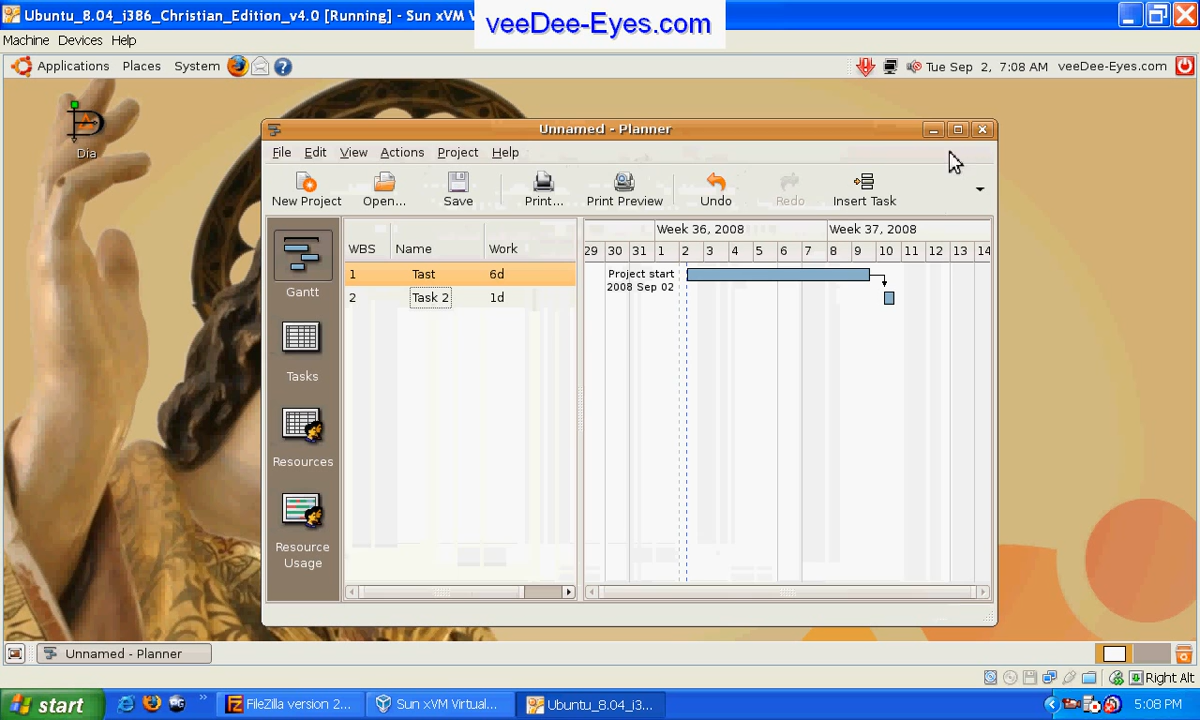 Ubuntu_8.04_i386_Christian_Edition_v4.0 [Running] - Sun xVM V
veeDee-Eyes.com
Machine Devices Help
Applications Places System
Tue Sep 2, 7:08 AM veeDee-Eyes.com
Dia
Unnamed - Planner
File Edit View Actions Project Help
New Project Open... Save Print... Print Preview Undo Redo Insert Task
Gantt
Tasks
Resources
Resource
Usage
WBS Name Work
1 Tast 6d
2 Task 2 1d
Week 36, 2008 Week 37, 2008
29 30 31 1 2 3 4 5 6 7 8 9 10 11 12 13 14
Project start
2008 Sep 02
Unnamed - Planner
Right Alt
start
FileZilla version 2...
Sun xVM Virtual...
Ubuntu_8.04_i3...
5:08 PM